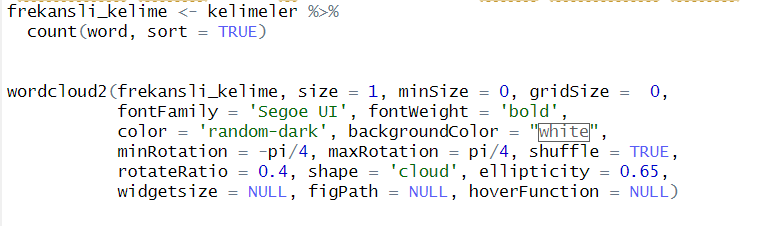 frekansli_kelime <- kelimeler %>%
  count(word, sort = TRUE)
wordcloud2(frekansli_kelime, size = 1, minSize = 0, gridSize =  0,
           fontFamily = 'Segoe UI', fontWeight = 'bold',
           color = 'random-dark', backgroundColor = "white",
           minRotation = -pi/4, maxRotation = pi/4, shuffle = TRUE,
           rotateRatio = 0.4, shape = 'cloud', ellipticity = 0.65,
           widgetsize = NULL, figPath = NULL, hoverFunction = NULL)